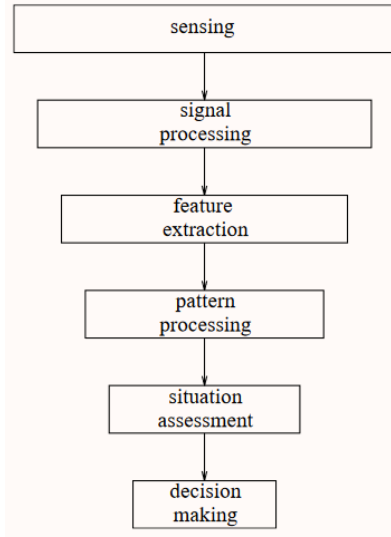 sensing
signal
processing
feature
extraction
pattern
processing
situation
assessment
decision
making